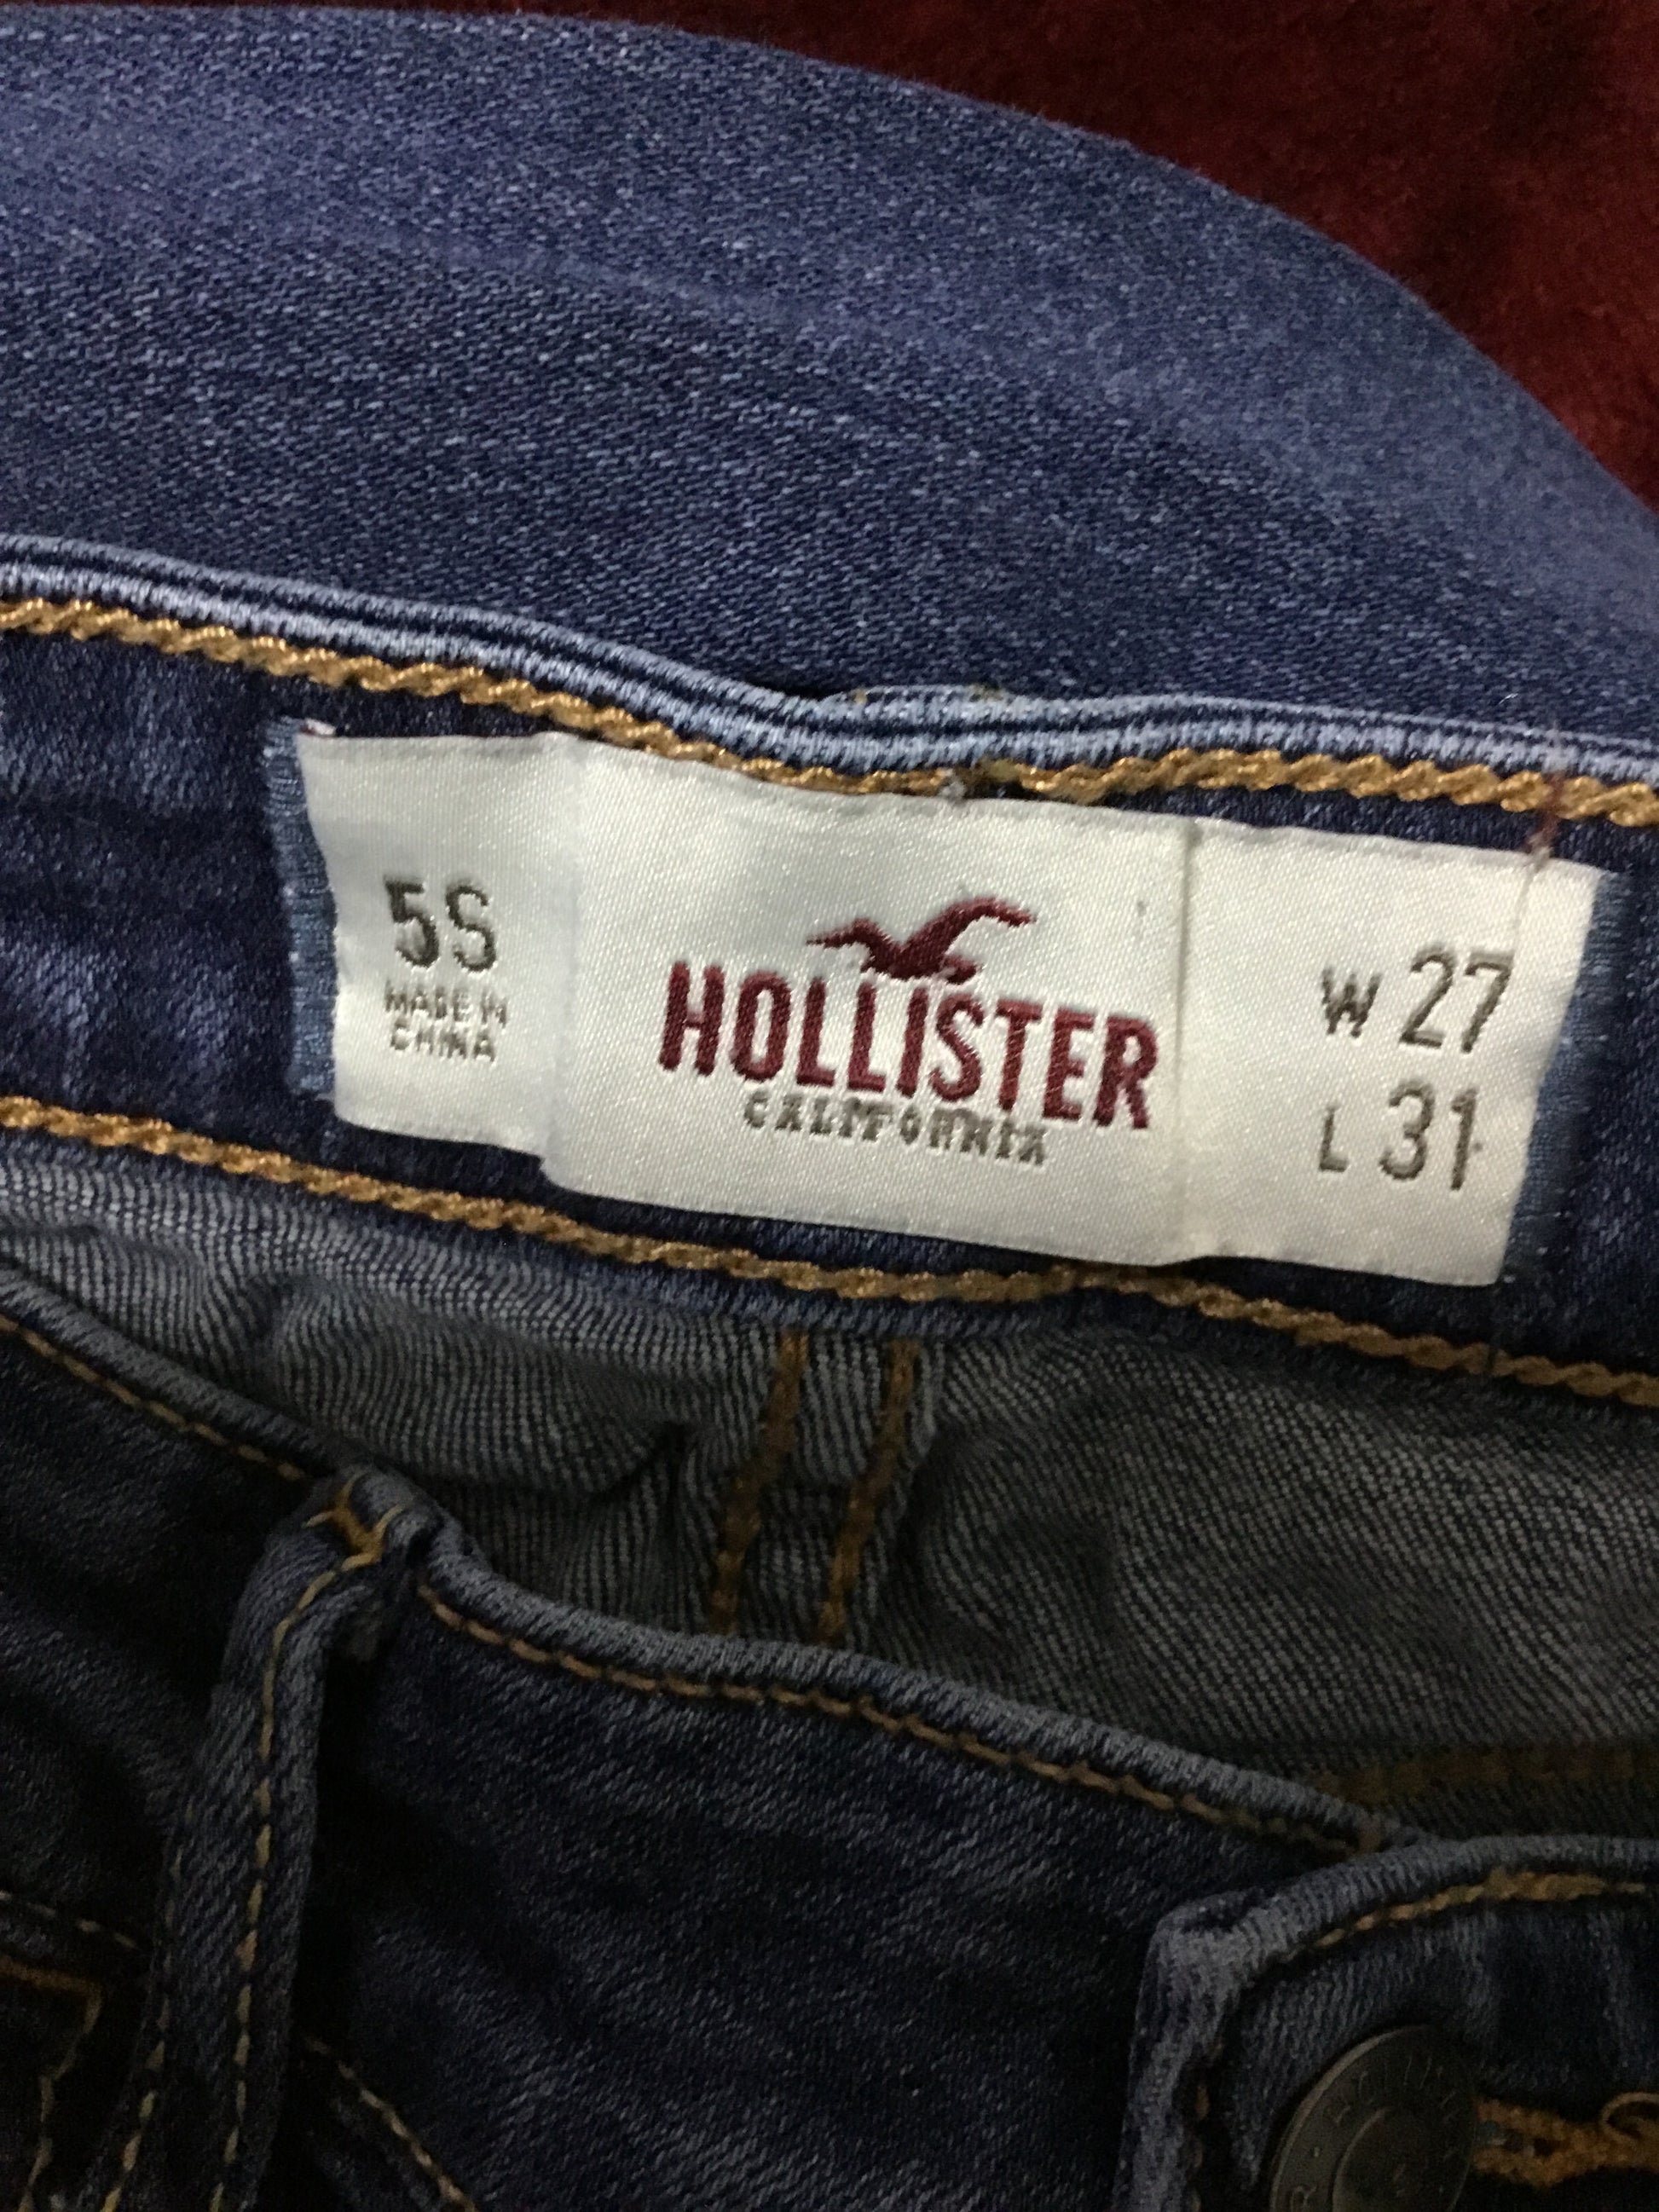 5S
MADE IN
CHINA
HOLLISTER
CALIFORNIA
W 27
L 31